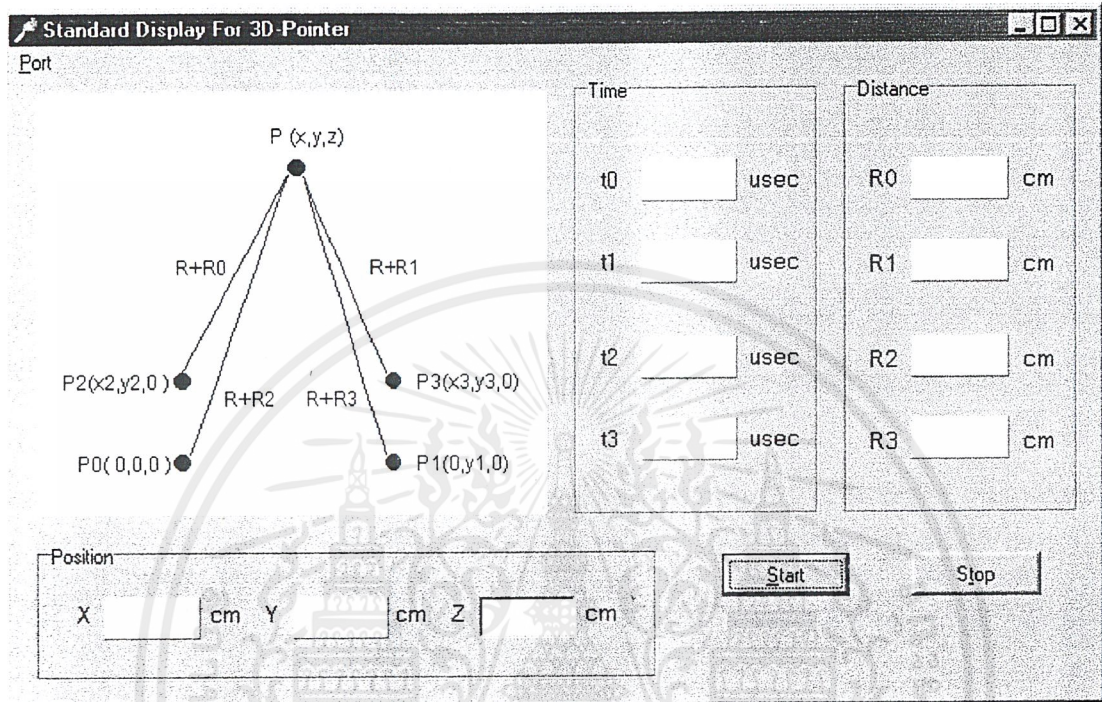 Standard Display For 3D-Pointer
Port
P (x,y,z)
R+R0
R+R1
P2(x2,y2,0 )
R+R2
R+R3
P3(x3,y3,0)
P0( 0,0,0 )
P1(0,y1,0)
Time
t0 usec
t1 usec
t2 usec
t3 usec
Distance
R0 cm
R1 cm
R2 cm
R3 cm
Position
X cm Y cm Z cm
Start
Stop